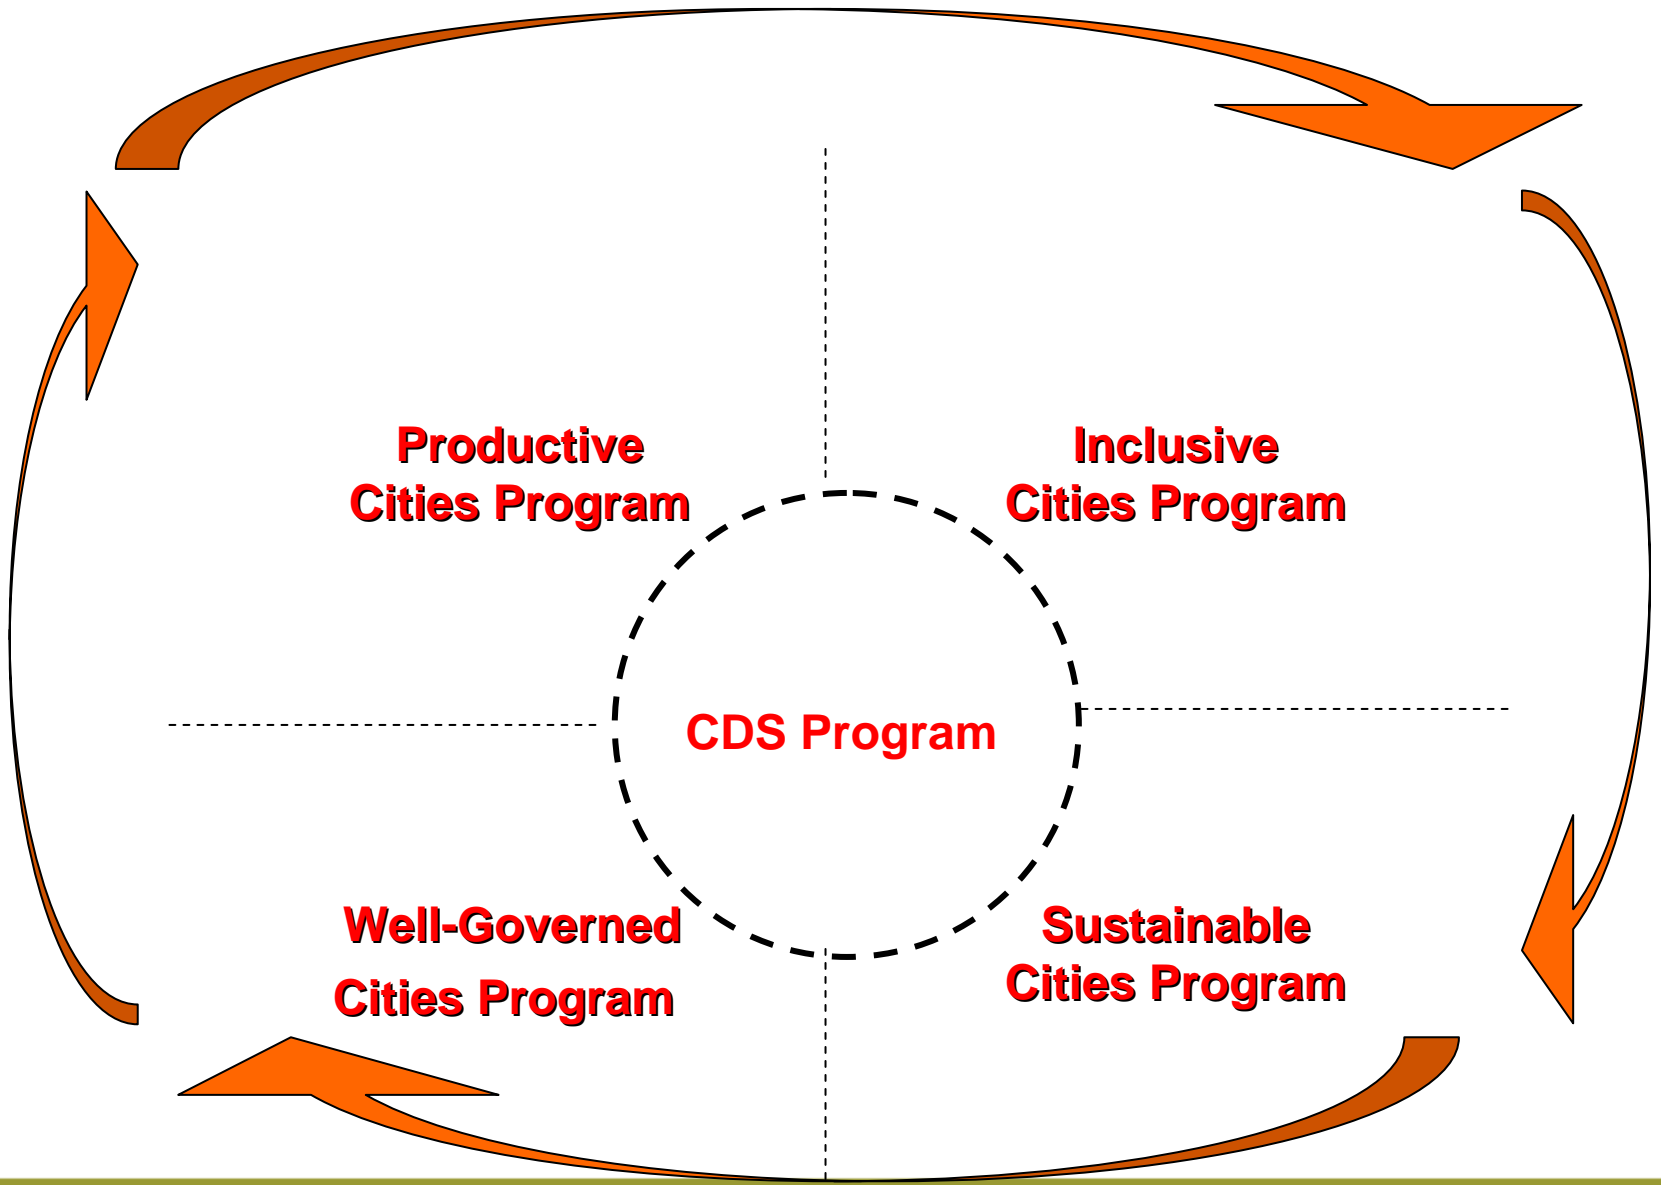 Productive
Cities Program
Inclusive
Cities Program
CDS Program
Well-Governed
Cities Program
Sustainable
Cities Program